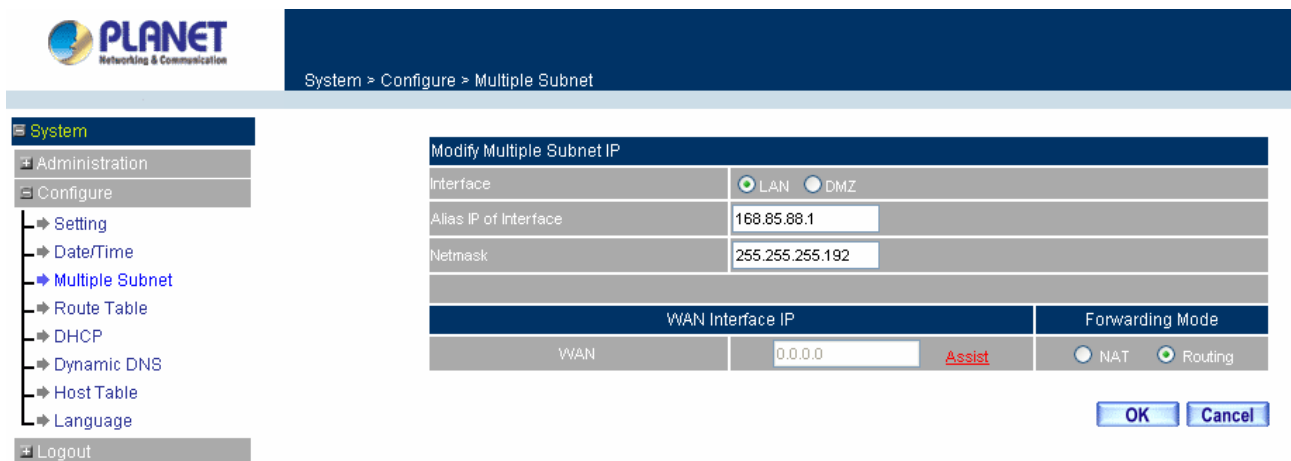 PLANET
Networking & Communication
System > Configure > Multiple Subnet
System
Administration
Configure
Setting
Date/Time
Multiple Subnet
Route Table
DHCP
Dynamic DNS
Host Table
Language
Logout
Modify Multiple Subnet IP
Interface LAN DMZ
Alias IP of Interface 168.85.88.1
Netmask 255.255.255.192
WAN Interface IP Forwarding Mode
WAN 0.0.0.0 Assist NAT Routing
OK Cancel